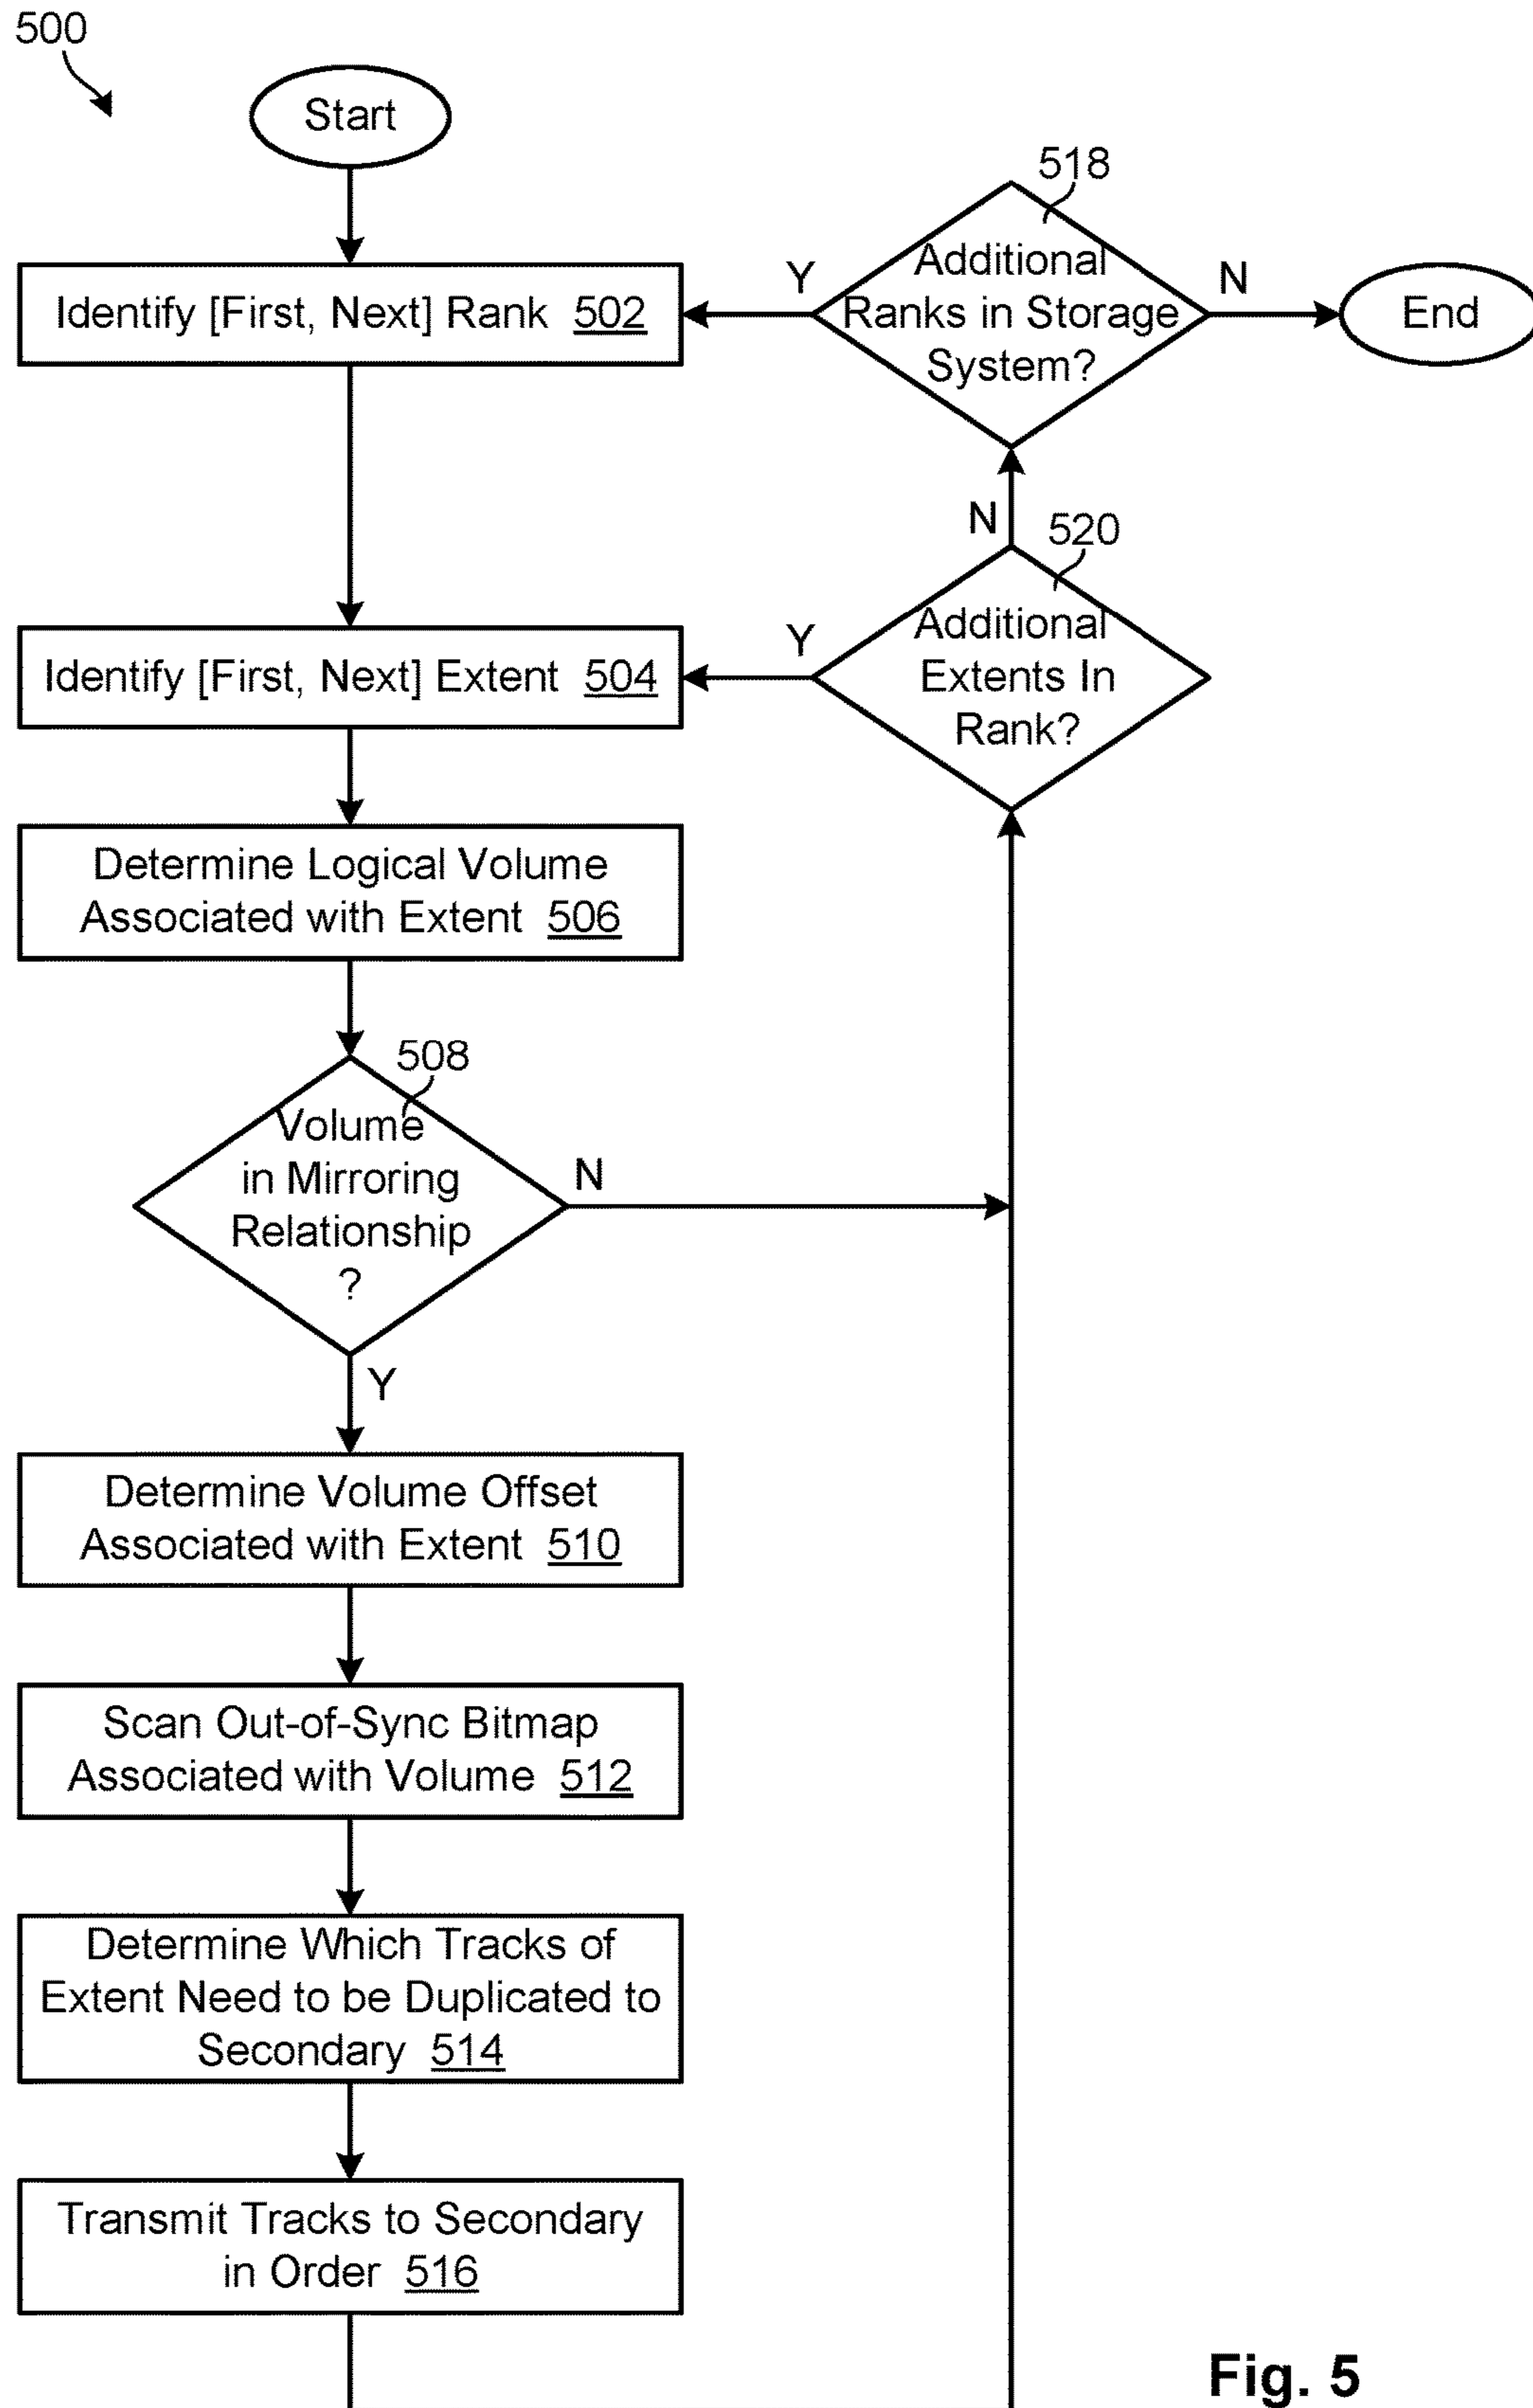 500
Start
518
Additional
Ranks in Storage
System?
Y
N
End
Identify [First, Next] Rank 502
N
520
Additional
Extents In
Rank?
Y
Identify [First, Next] Extent 504
Determine Logical Volume
Associated with Extent 506
508
Volume
in Mirroring
Relationship
?
N
Y
Determine Volume Offset
Associated with Extent 510
Scan Out-of-Sync Bitmap
Associated with Volume 512
Determine Which Tracks of
Extent Need to be Duplicated to
Secondary 514
Transmit Tracks to Secondary
in Order 516
Fig. 5